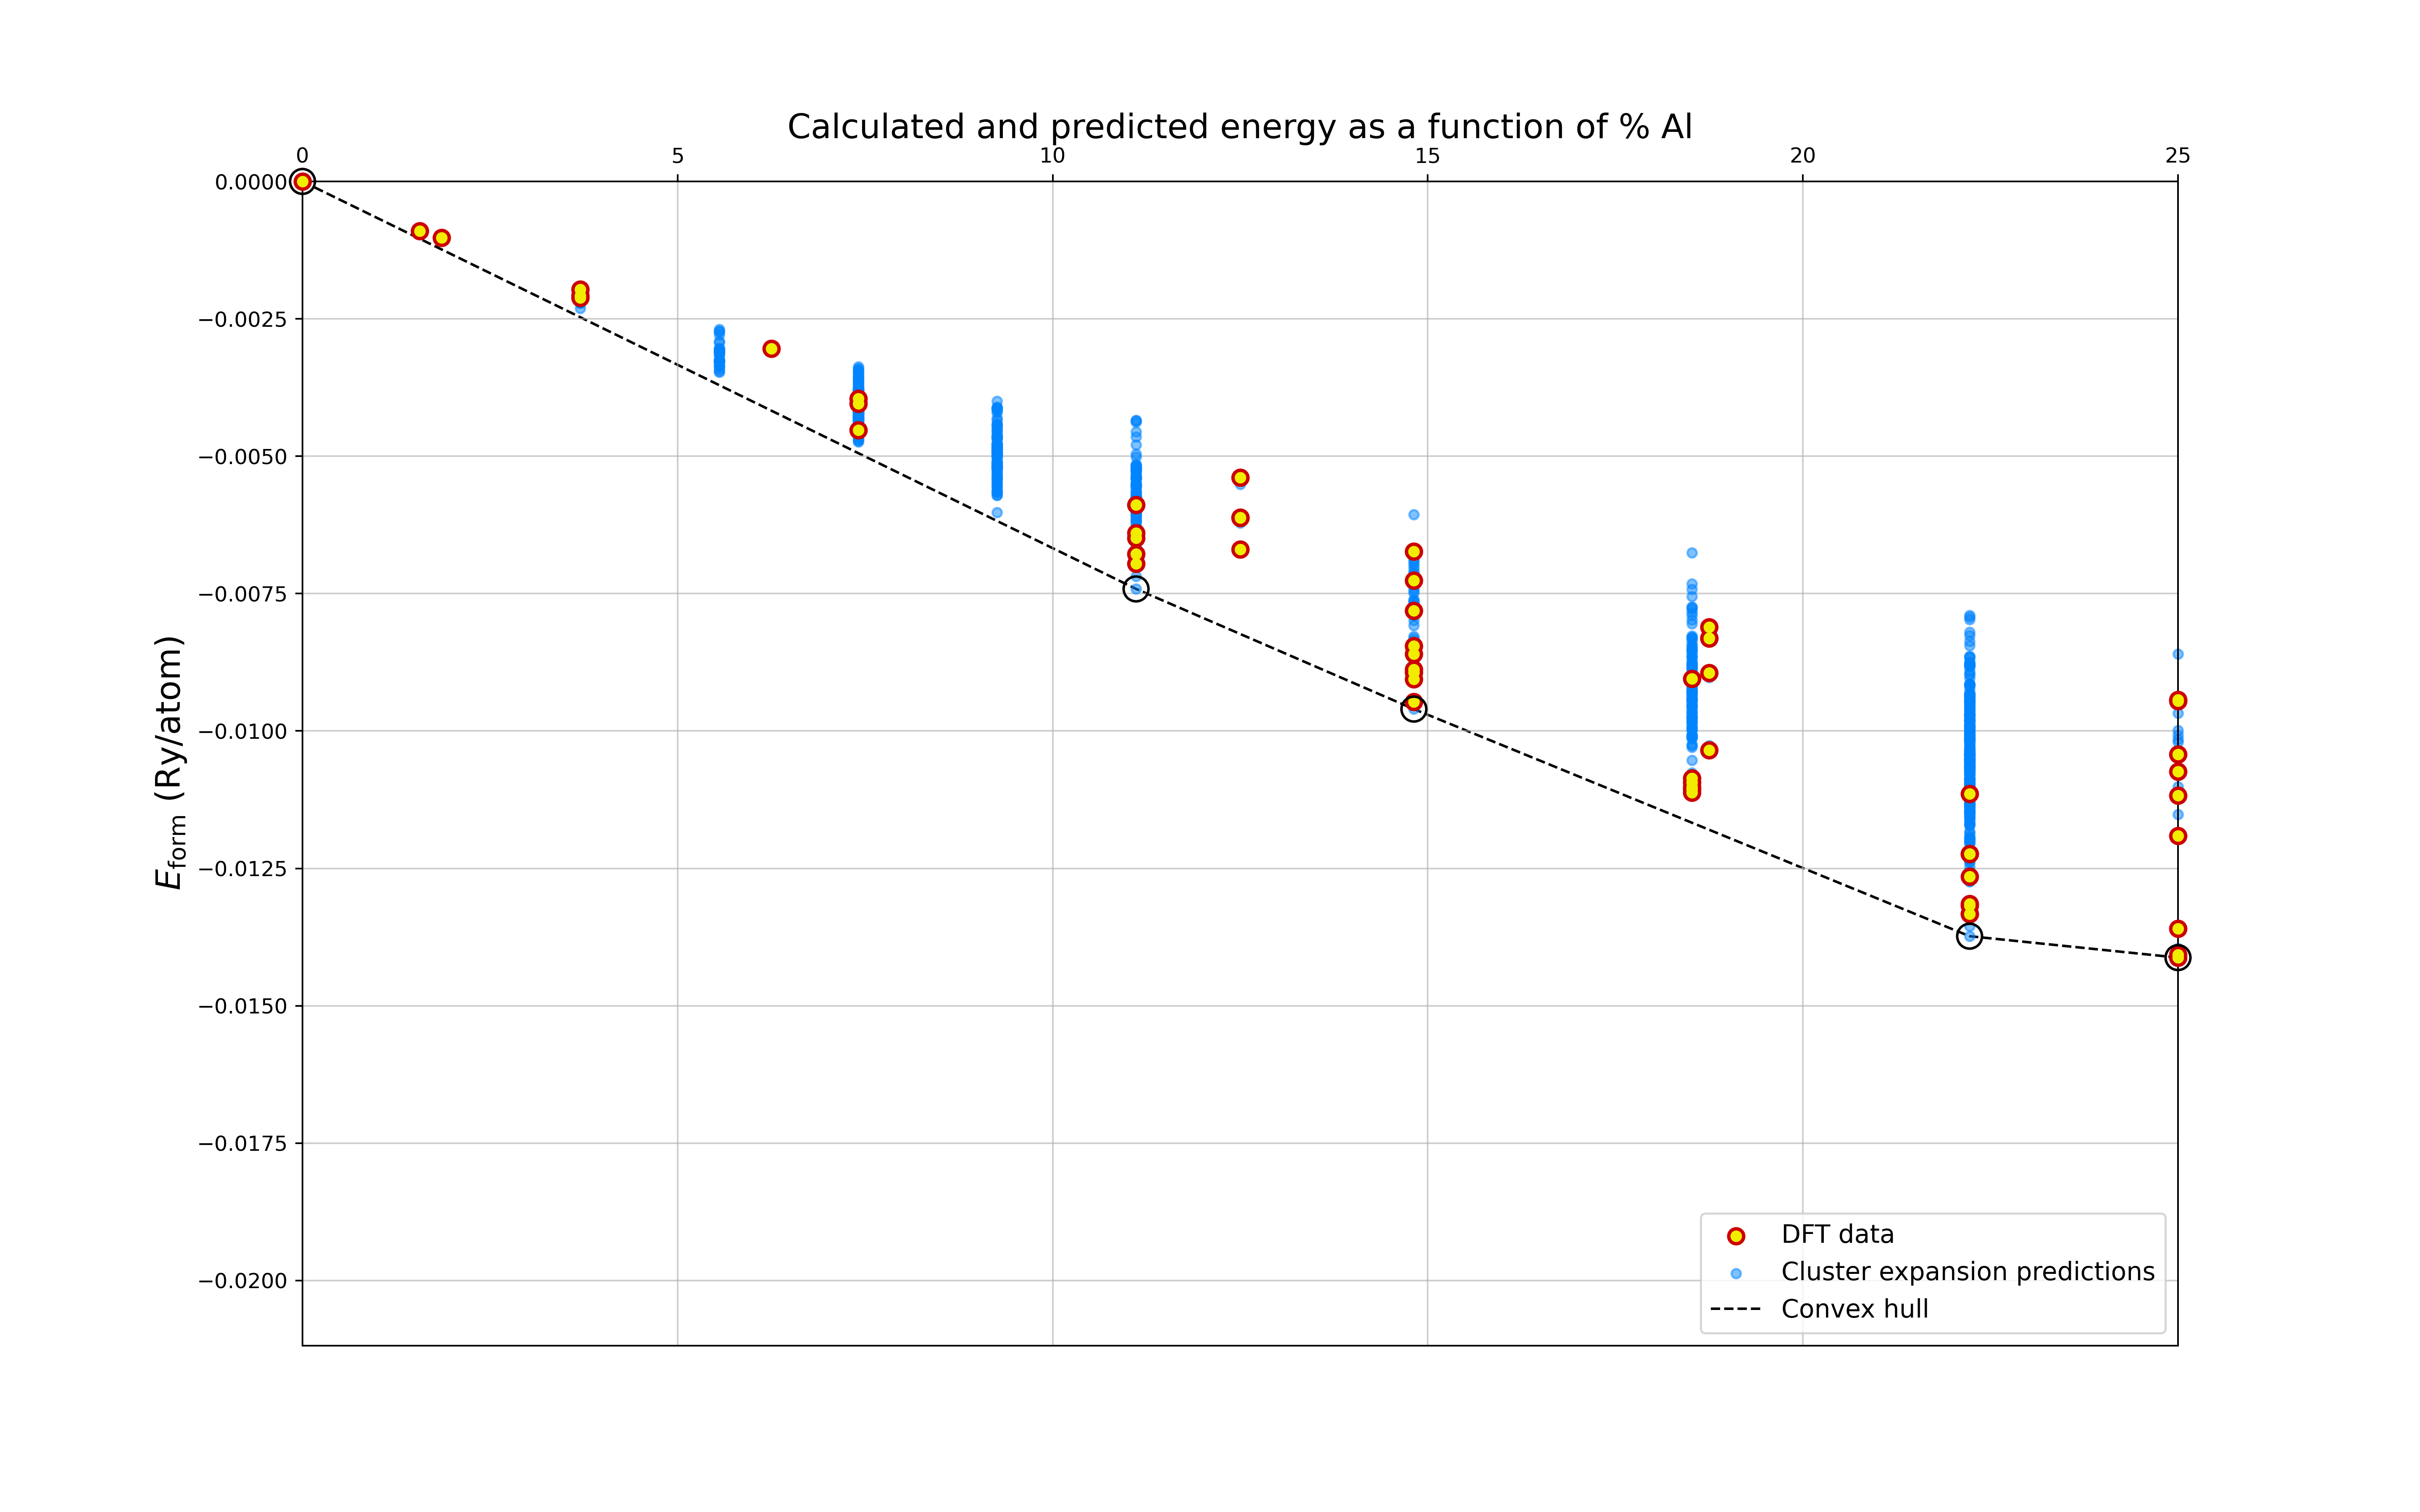 Calculated and predicted energy as a function of % Al
0 5 10 15 20 25
0.0000
−0.0025
−0.0050
−0.0075
−0.0100
−0.0125
−0.0150
−0.0175
−0.0200
E_form (Ry/atom)
DFT data
Cluster expansion predictions
Convex hull